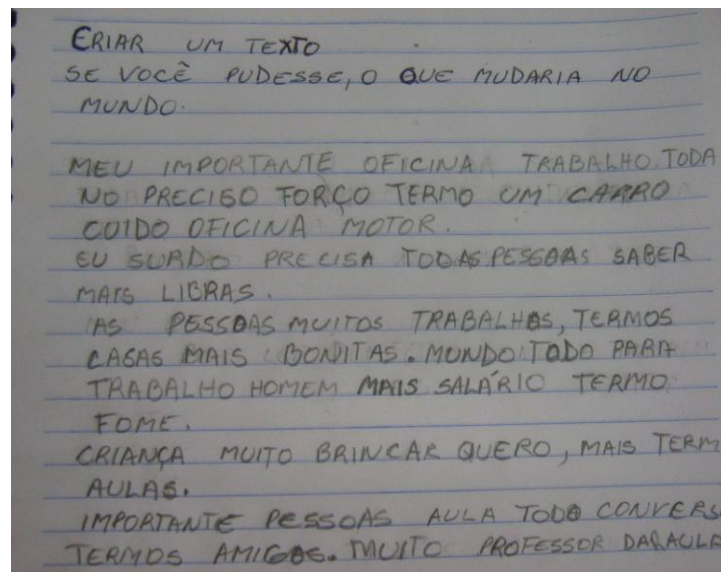 CRIAR UM TEXTO
SE VOCÊ PUDESSE, O QUE MUDARIA NO
MUNDO.
MEU IMPORTANTE OFICINA TRABALHO TODA
NO PRECISO FORÇO TERMO UM CARRO
CUIDO OFICINA MOTOR.
EU SURDO PRECISA TODAS PESSOAS SABER
MAIS LIBRAS.
AS PESSOAS MUITOS TRABALHOS, TERMOS
CASAS MAIS BONITAS. MUNDO TODO PARA
TRABALHO HOMEM MAIS SALÁRIO TERMO
FOME.
CRIANÇA MUITO BRINCAR QUERO, MAIS TERM
AULAS.
IMPORTANTE PESSOAS AULA TODO CONVERS
TERMOS AMIGOS. MUITO PROFESSOR DAR AULA